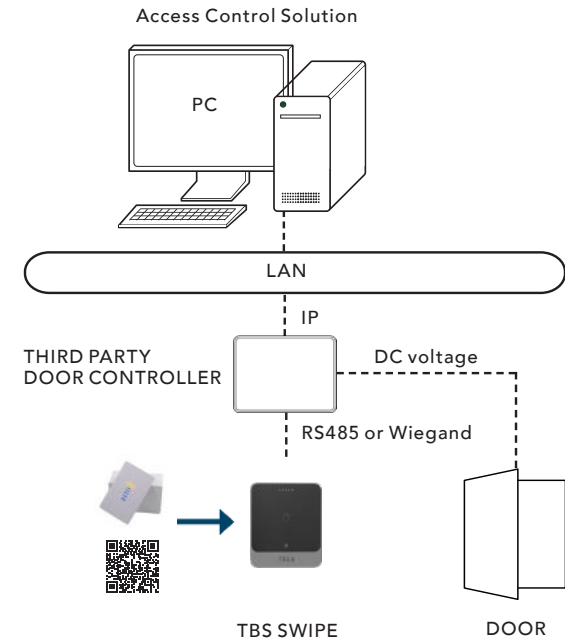 Access Control Solution
PC
LAN
IP
THIRD PARTY
DOOR CONTROLLER
DC voltage
RS485 or Wiegand
TBS SWIPE
DOOR